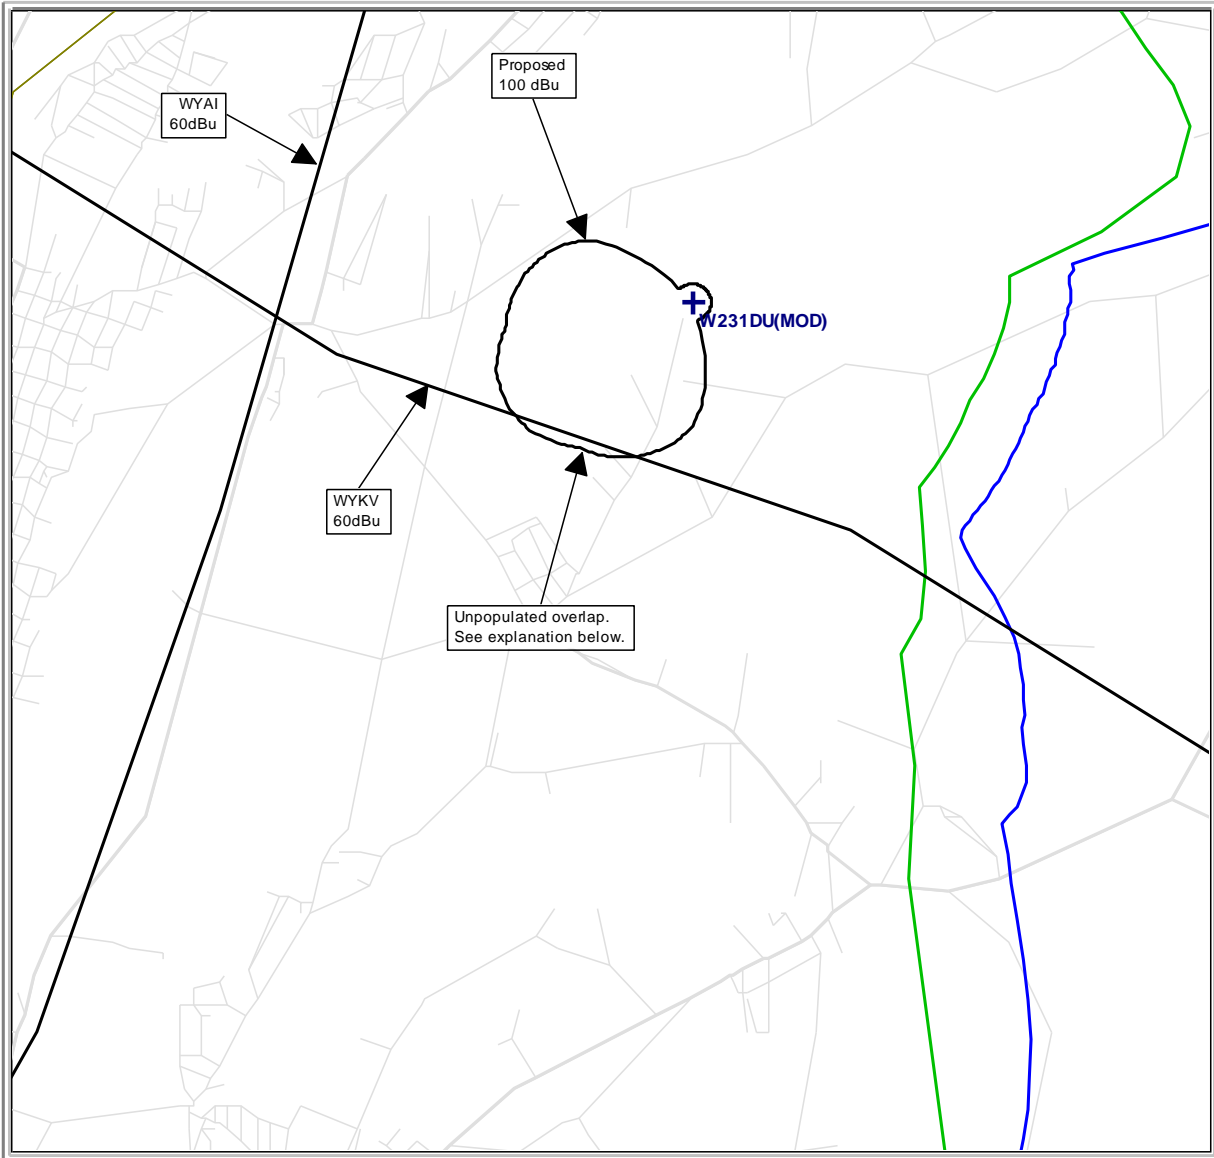 Proposed
100 dBu
WYAI
60dBu
W231DU(MOD)
WYKV
60dBu
Unpopulated overlap.
See explanation below.